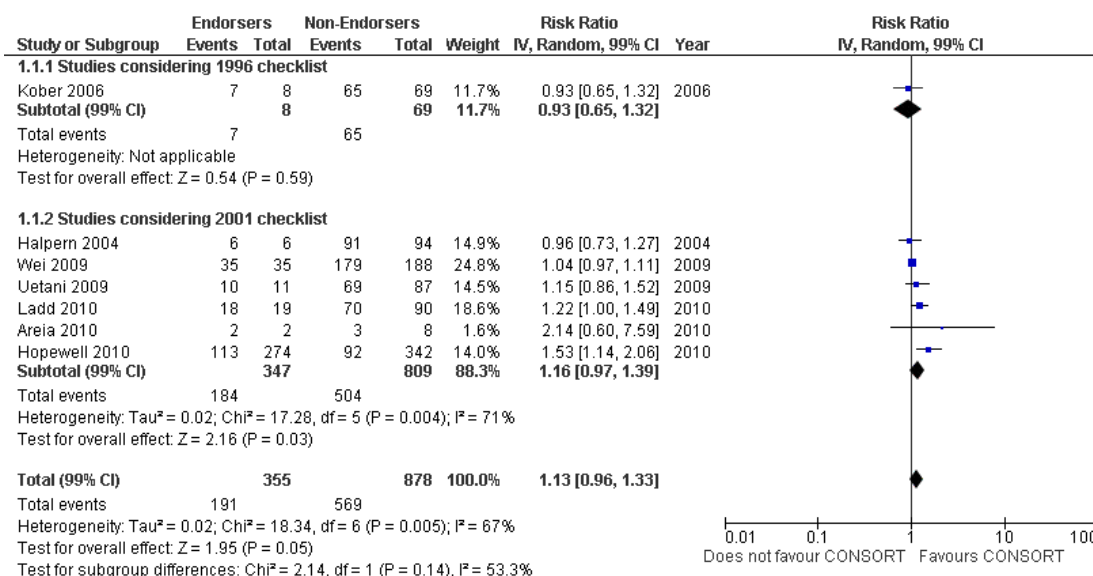 Endorsers Non-Endorsers Risk Ratio Risk Ratio
Study or Subgroup Events Total Events Total Weight IV, Random, 99% CI Year IV, Random, 99% CI
1.1.1 Studies considering 1996 checklist
Kober 2006 7 8 65 69 11.7% 0.93 [0.65, 1.32] 2006
Subtotal (99% CI) 8 69 11.7% 0.93 [0.65, 1.32]
Total events 7 65
Heterogeneity: Not applicable
Test for overall effect: Z = 0.54 (P = 0.59)
1.1.2 Studies considering 2001 checklist
Halpern 2004 6 6 91 94 14.9% 0.96 [0.73, 1.27] 2004
Wei 2009 35 35 179 188 24.8% 1.04 [0.97, 1.11] 2009
Uetani 2009 10 11 69 87 14.5% 1.15 [0.86, 1.52] 2009
Ladd 2010 18 19 70 90 18.6% 1.22 [1.00, 1.49] 2010
Areia 2010 2 2 3 8 1.6% 2.14 [0.60, 7.59] 2010
Hopewell 2010 113 274 92 342 14.0% 1.53 [1.14, 2.06] 2010
Subtotal (99% CI) 347 809 88.3% 1.16 [0.97, 1.39]
Total events 184 504
Heterogeneity: Tau² = 0.02; Chi² = 17.28, df = 5 (P = 0.004); I² = 71%
Test for overall effect: Z = 2.16 (P = 0.03)
Total (99% CI) 355 878 100.0% 1.13 [0.96, 1.33]
Total events 191 569
Heterogeneity: Tau² = 0.02; Chi² = 18.34, df = 6 (P = 0.005); I² = 67%
Test for overall effect: Z = 1.95 (P = 0.05)
Test for subgroup differences: Chi² = 2.14, df = 1 (P = 0.14), I² = 53.3%
0.01 0.1 1 10 100
Does not favour CONSORT Favours CONSORT